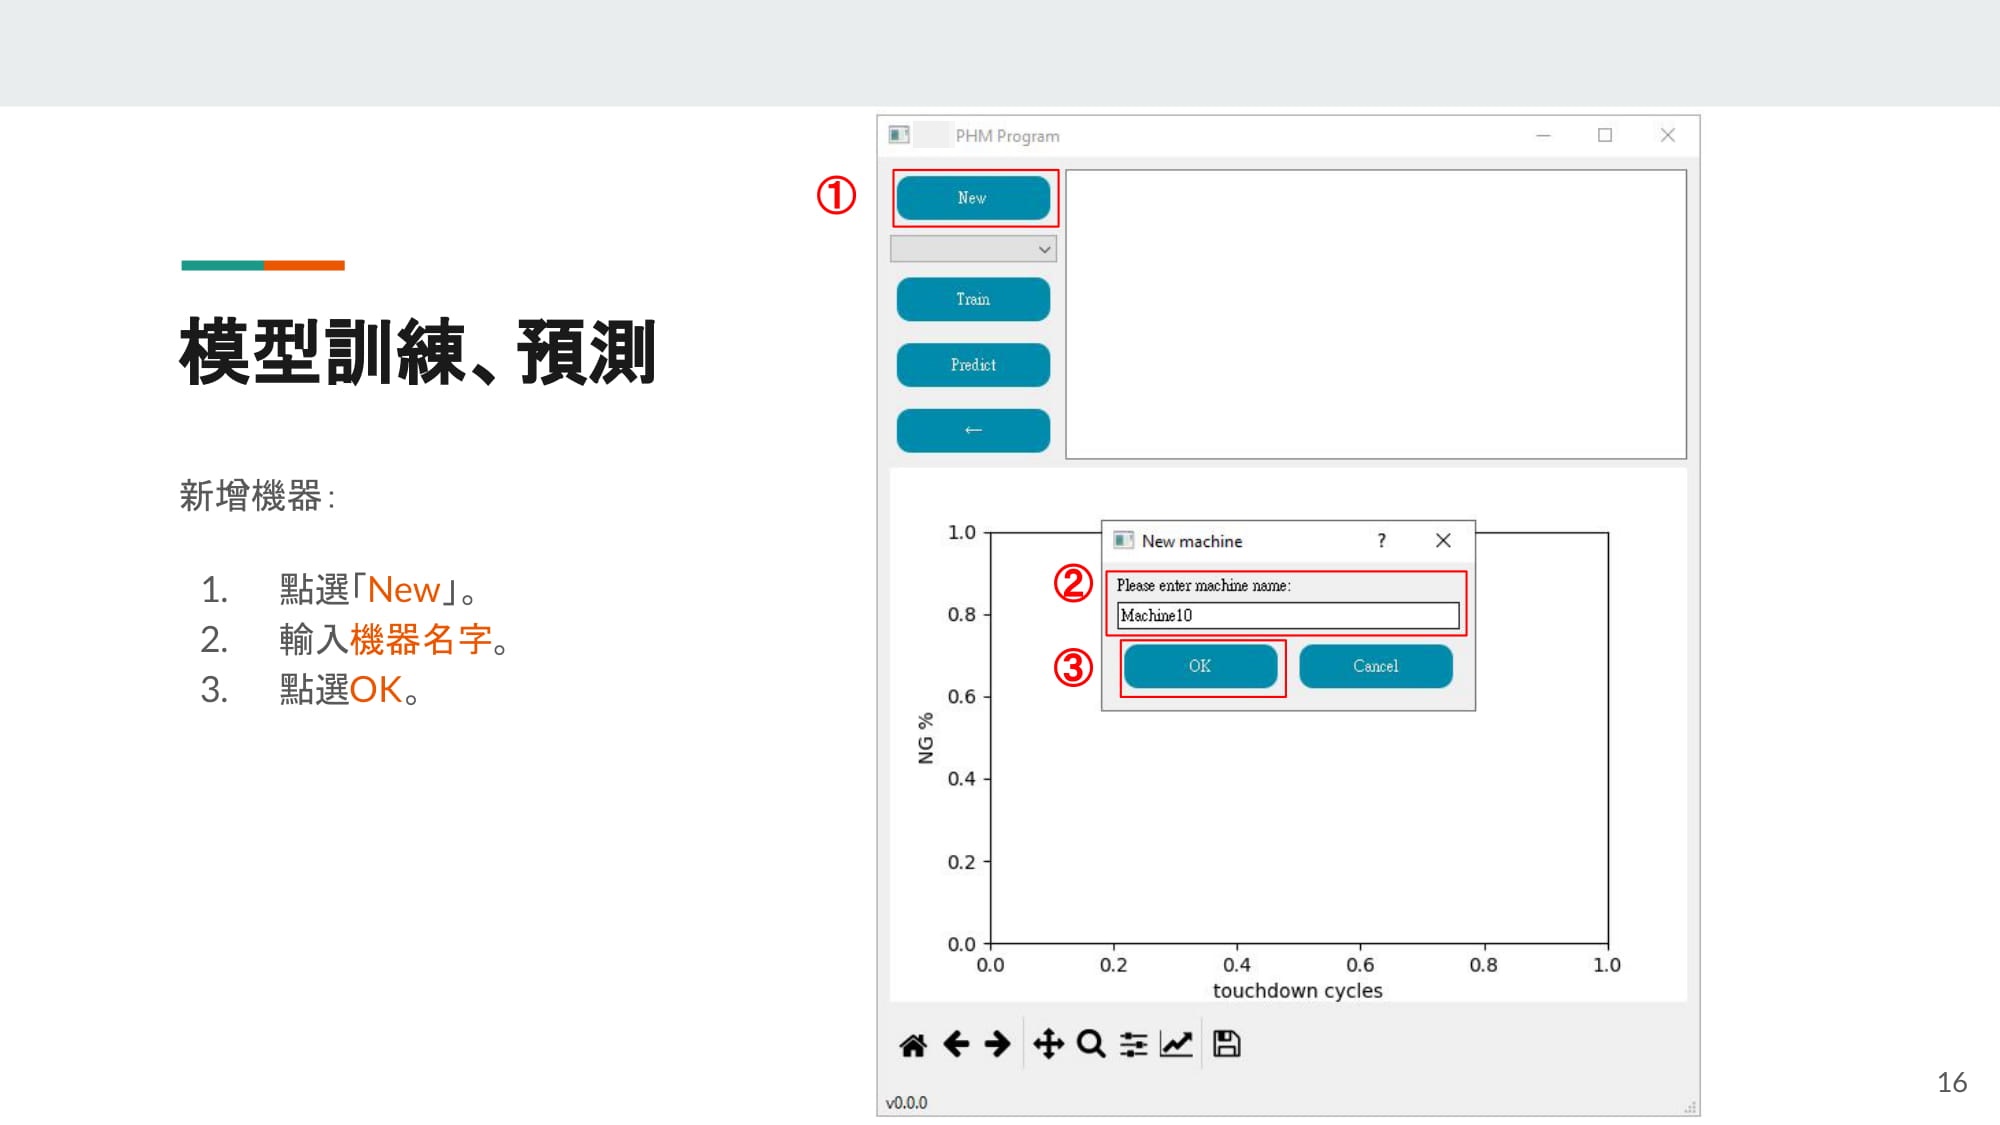 模型訓練、預測
新增機器：
1. 點選「New」。
2. 輸入機器名字。
3. 點選OK。
PHM Program
①
New
Train
Predict
←
New machine
?
②
Please enter machine name:
Machine10
③
OK
Cancel
NG %
1.0
0.8
0.6
0.4
0.2
0.0
0.0 0.2 0.4 0.6 0.8 1.0
touchdown cycles
v0.0.0
16